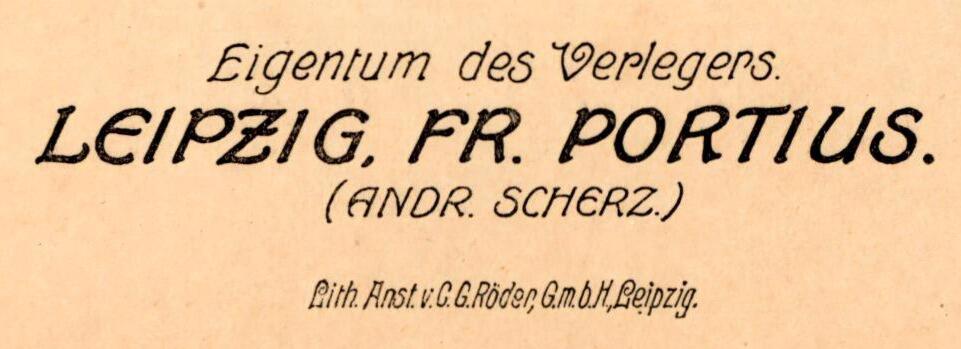 Eigentum des Verlegers.
LEIPZIG, FR. PORTIUS.
(ANDR. SCHERZ.)
Lith. Anst. v. C. G. Röder, G.m.b.H., Leipzig.